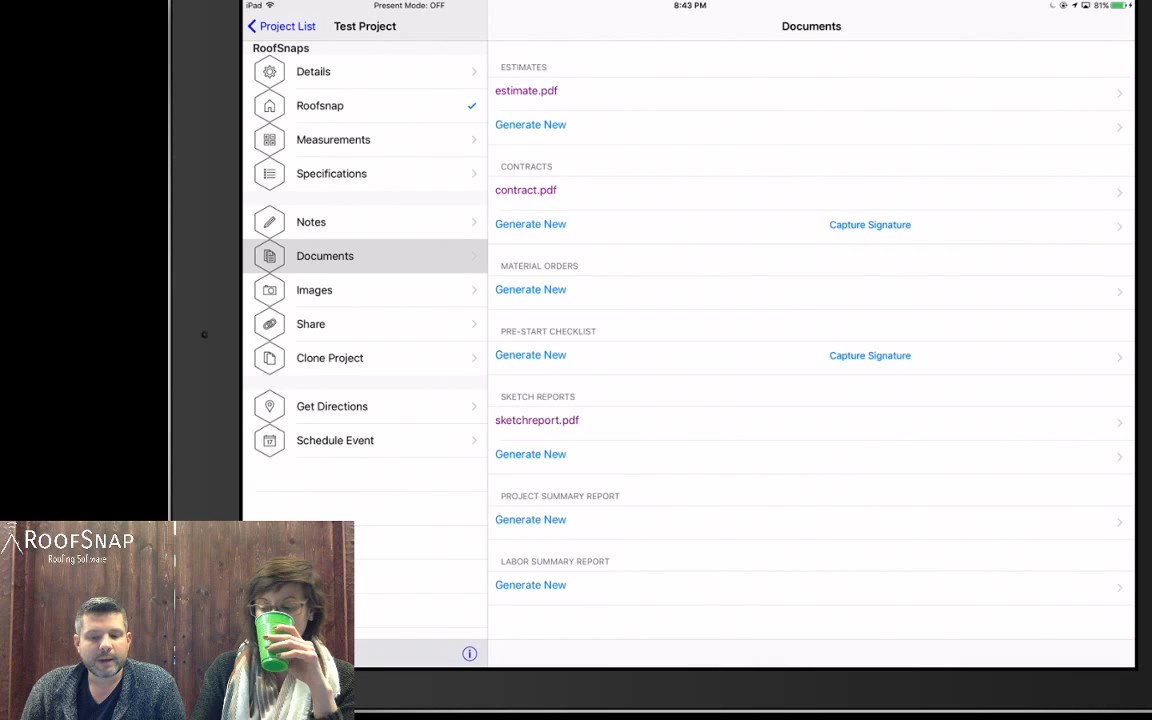 iPad
Present Mode: OFF
8:43 PM
81%
Project List
Test Project
Documents
RoofSnaps
Details
Roofsnap
Measurements
Specifications
Notes
Documents
Images
Share
Clone Project
Get Directions
17
Schedule Event
ESTIMATES
estimate.pdf
Generate New
CONTRACTS
contract.pdf
Generate New
Capture Signature
MATERIAL ORDERS
Generate New
PRE-START CHECKLIST
Generate New
Capture Signature
SKETCH REPORTS
sketchreport.pdf
Generate New
PROJECT SUMMARY REPORT
Generate New
LABOR SUMMARY REPORT
Generate New
ROOFSNAP
Roofing Software